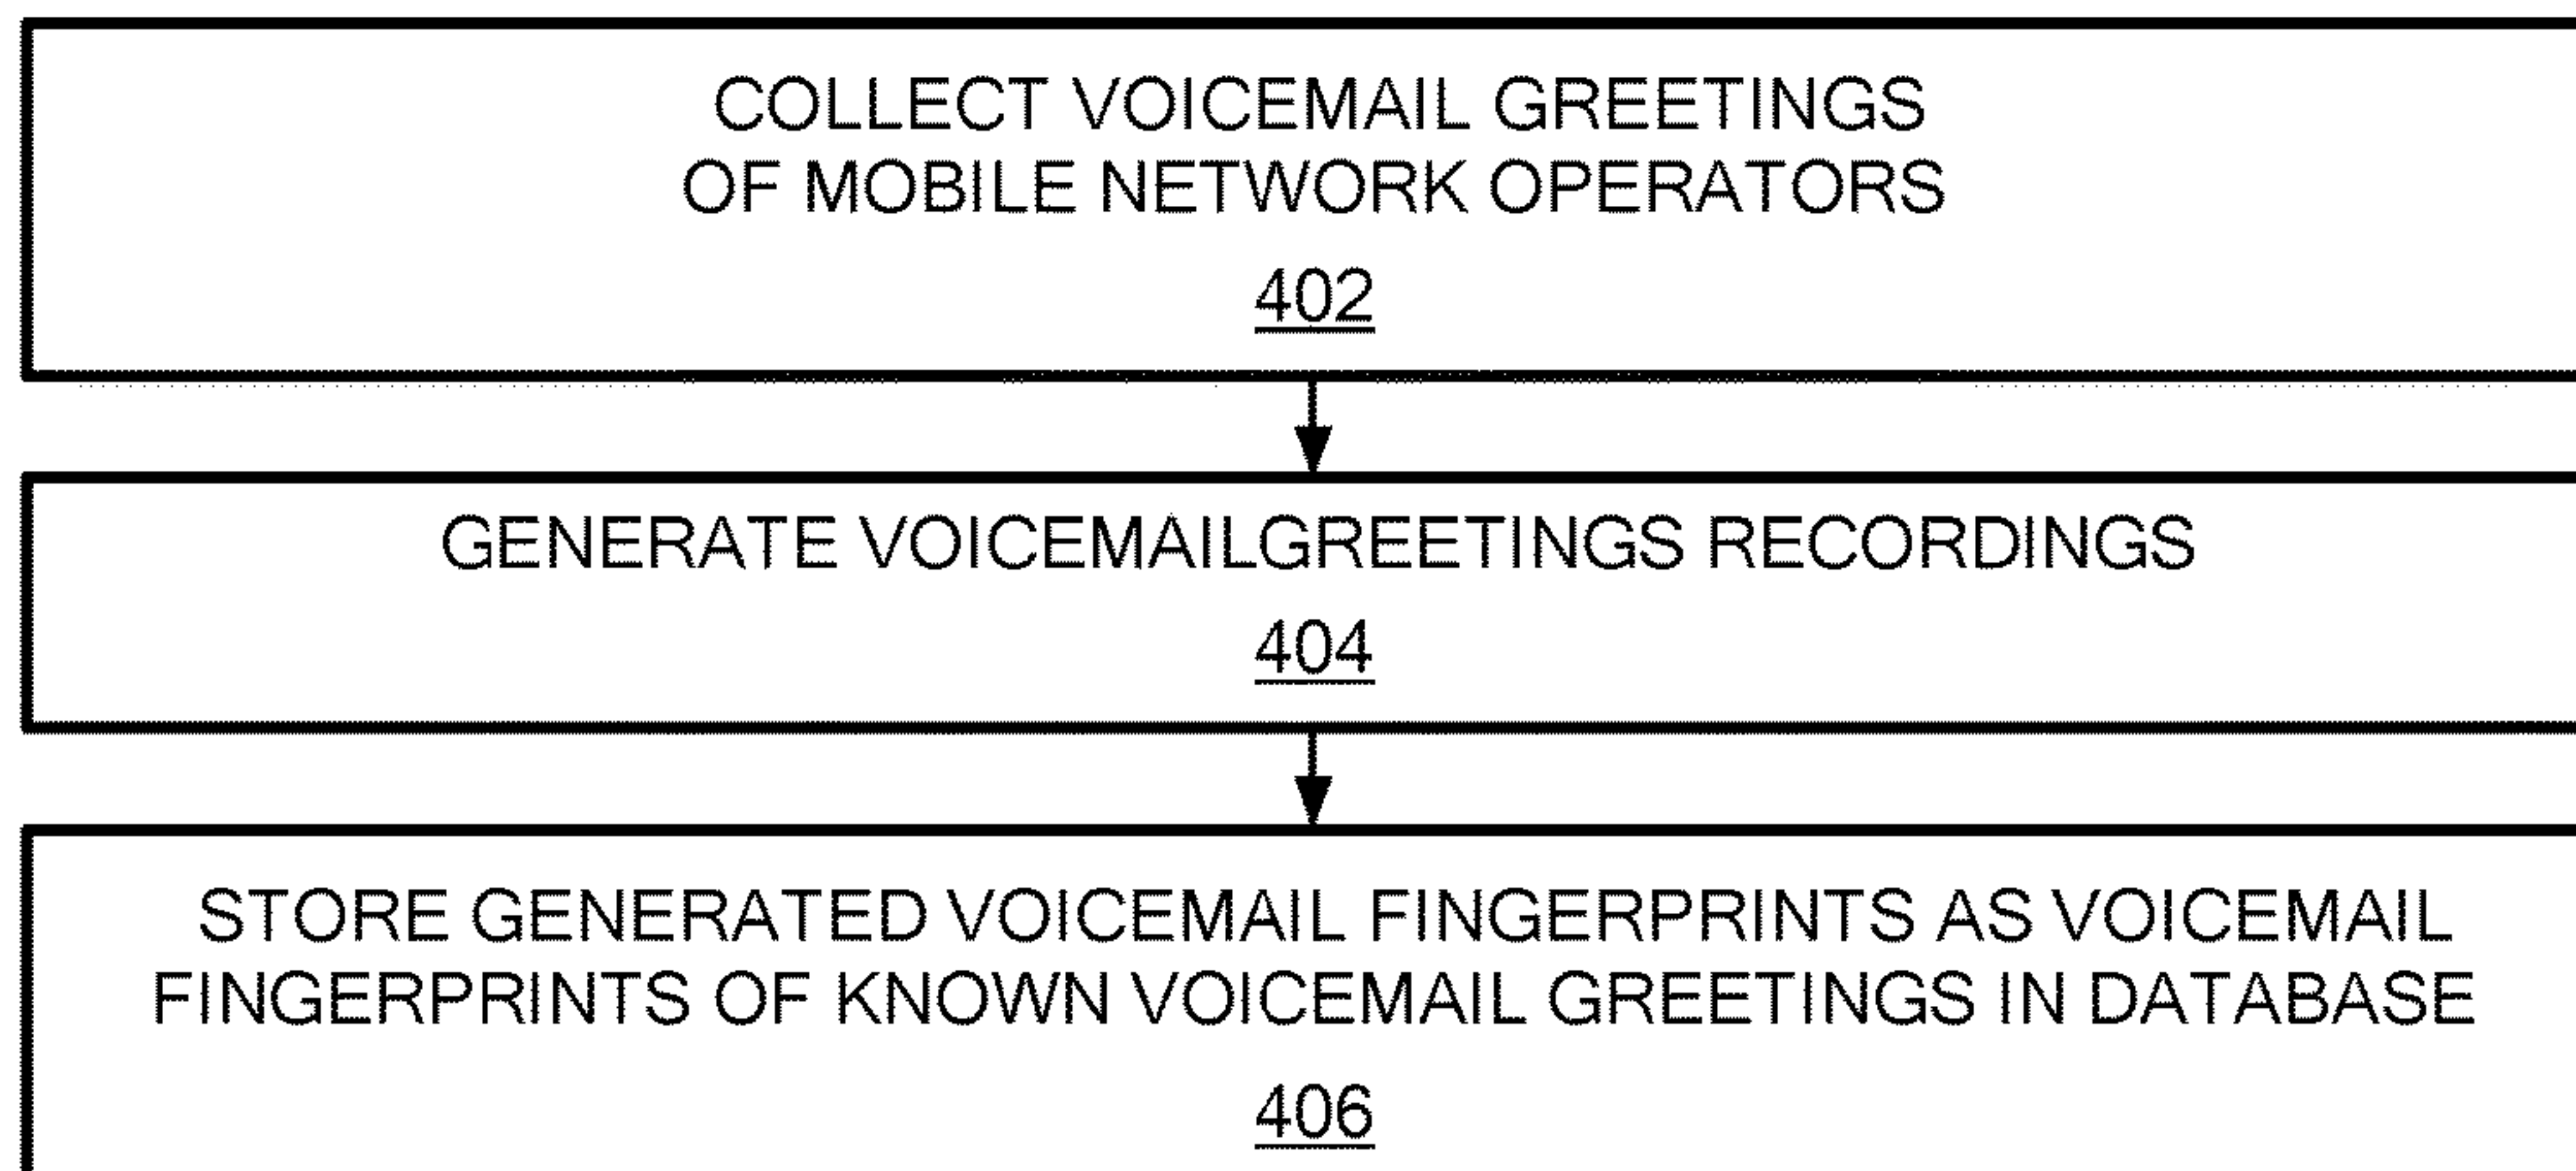 COLLECT VOICEMAIL GREETINGS
OF MOBILE NETWORK OPERATORS
402
GENERATE VOICEMAILGREETINGS RECORDINGS
404
STORE GENERATED VOICEMAIL FINGERPRINTS AS VOICEMAIL
FINGERPRINTS OF KNOWN VOICEMAIL GREETINGS IN DATABASE
406